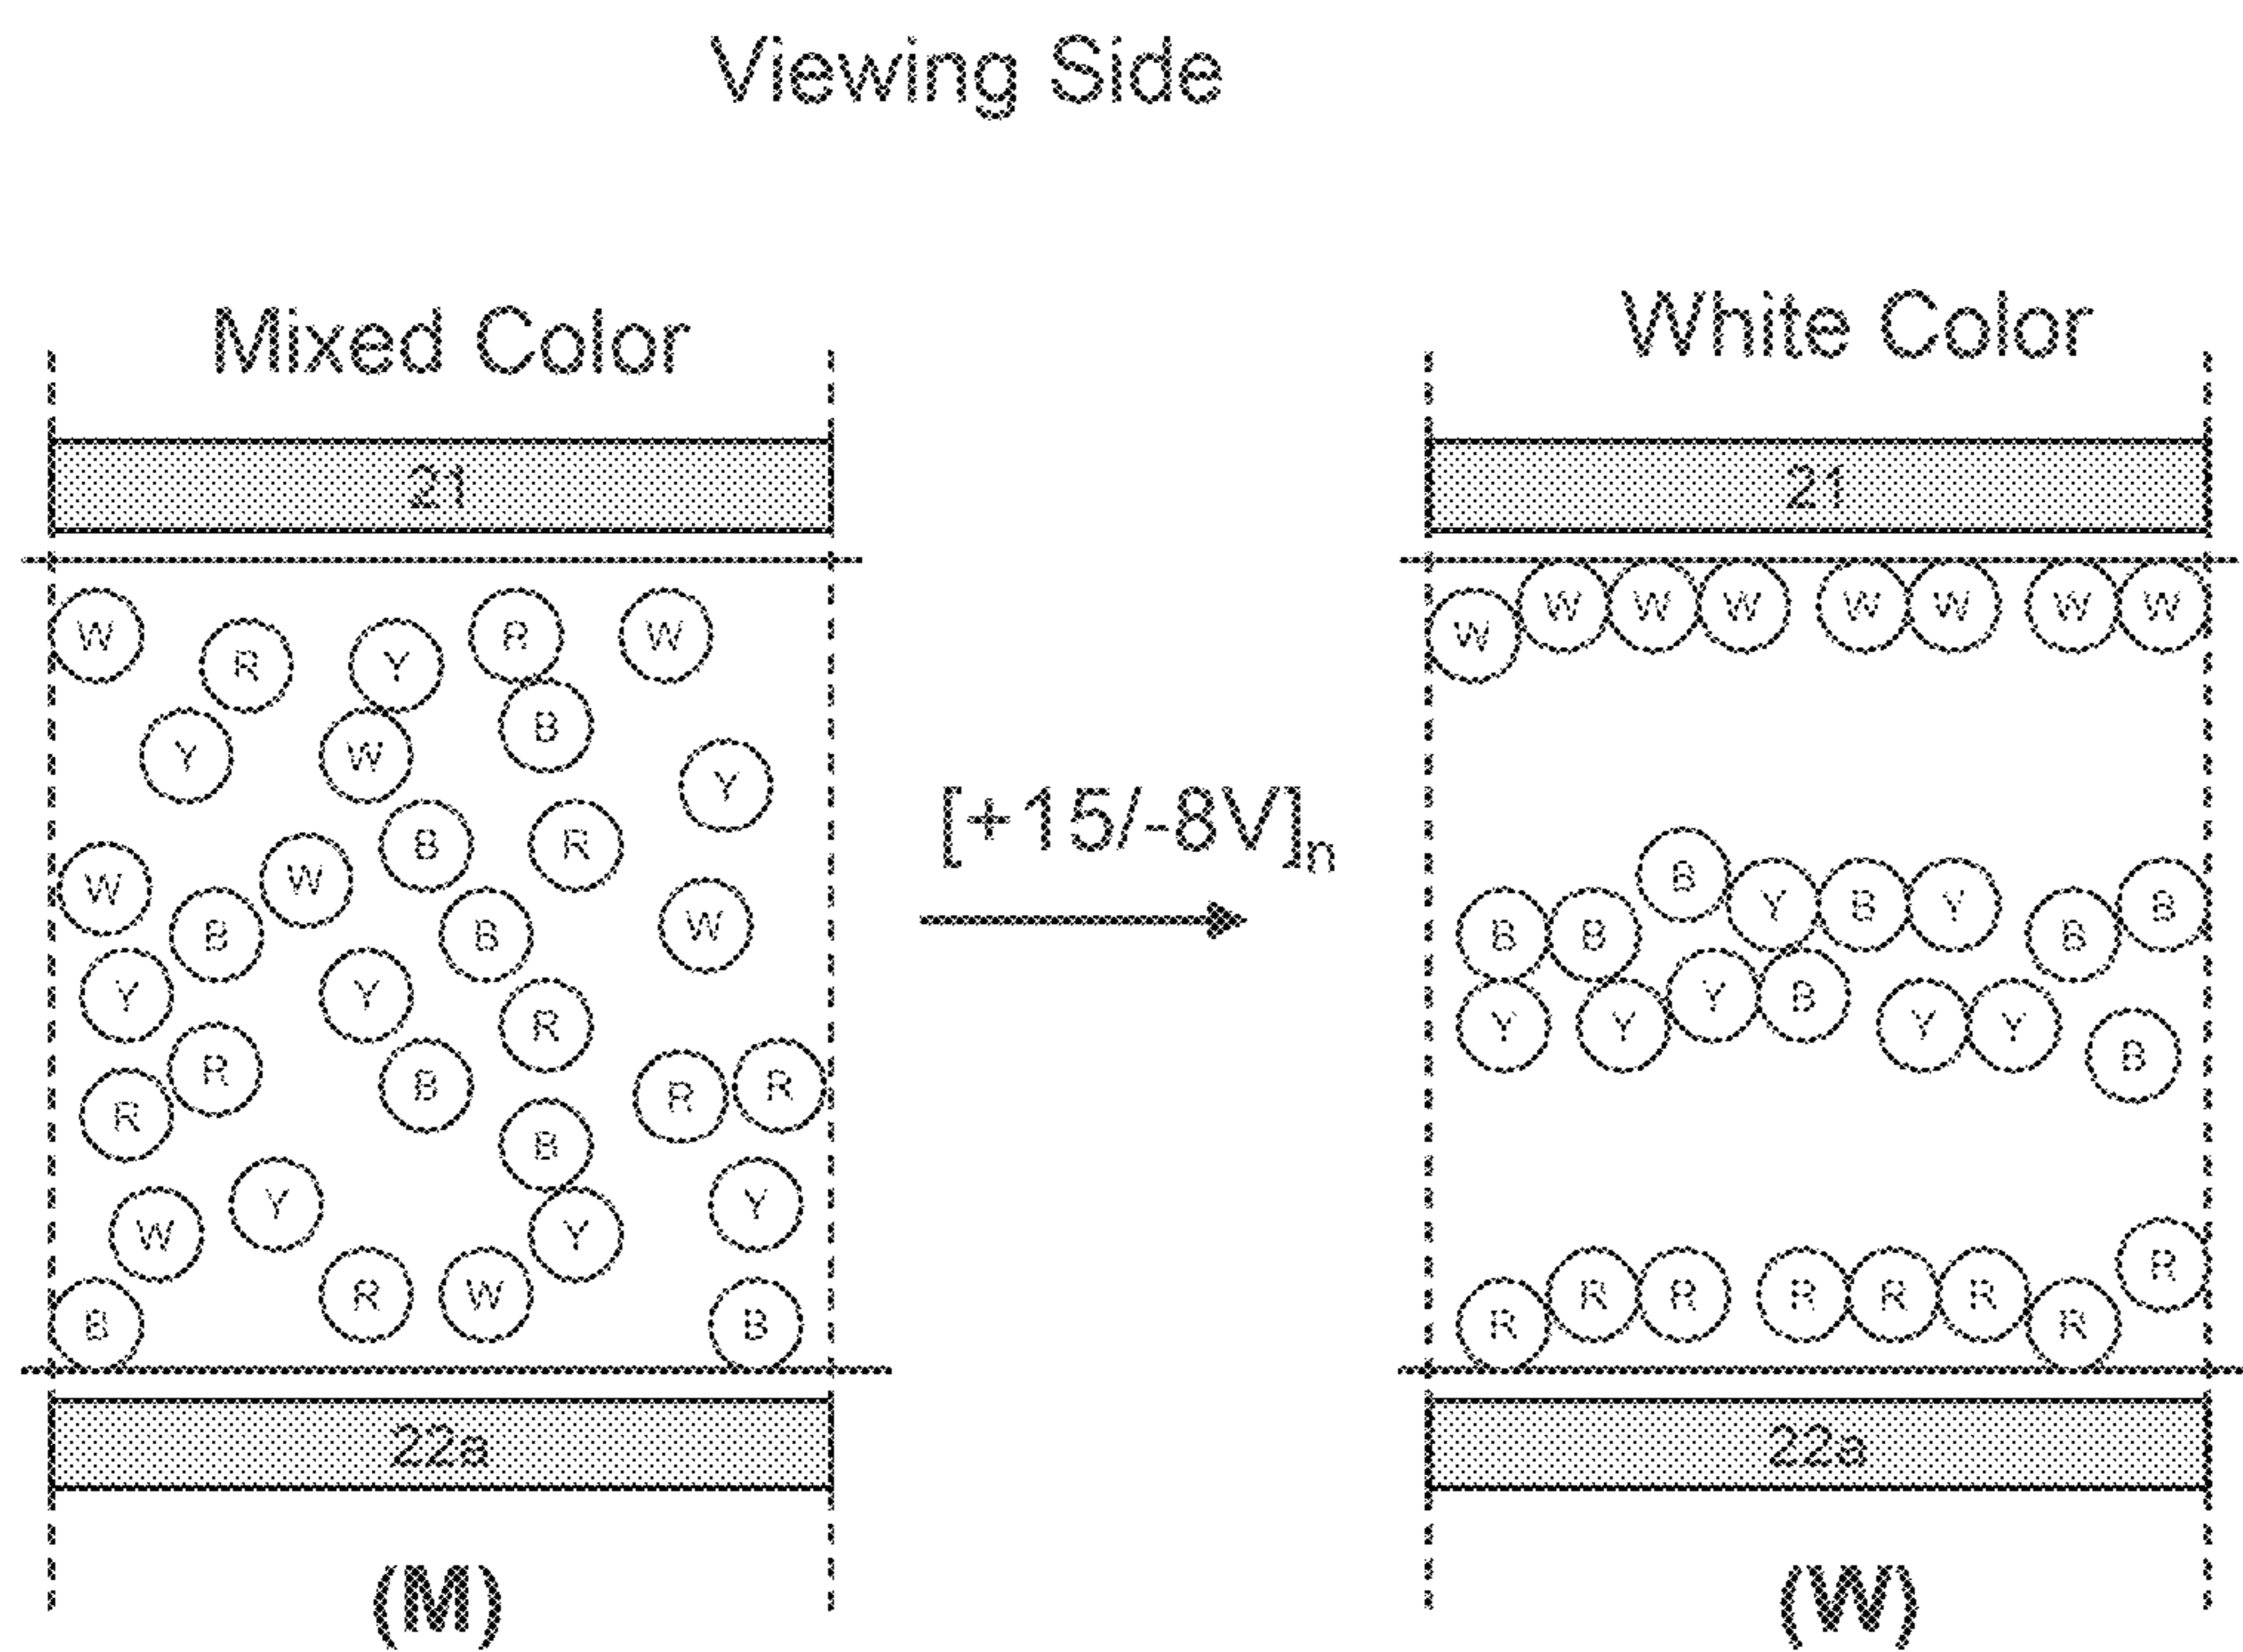 Viewing Side
Mixed Color
White Color
21
21
W R Y R W
Y W B Y
W B W B R
B W
Y Y R
R R B R R
B
W Y Y Y
B R W B
[+15/-8V]n
W W W W W W W W
B B B Y B Y B B
Y Y Y B Y Y B
R R R R R R R R
22a
22a
(M)
(W)